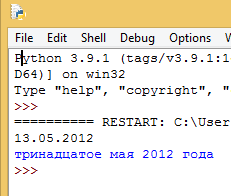 File Edit Shell Debug Options W
Python 3.9.1 (tags/v3.9.1:1
D64)] on win32
Type "help", "copyright", "
>>>
========== RESTART: C:\User
13.05.2012
тринадцатое мая 2012 года
>>>